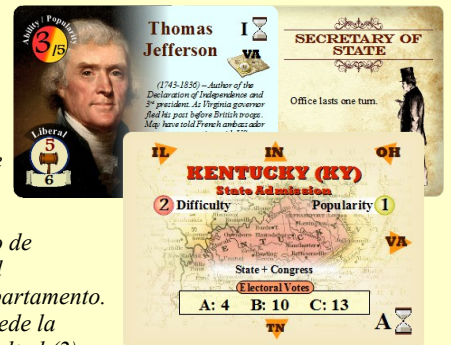 Ability / Popularity
3/5
Thomas
Jefferson
I
VA
(1743-1836) – Author of the
Declaration of Independence and
3rd president. As Virginia governor
fled his post before British troops.
May have told French ambassador
Liberal
5
6
SECRETARY OF
STATE
Office lasts one turn.
IL
IN
OH
KENTUCKY (KY)
State Admission
2 Difficulty
Popularity 1
VA
State + Congress
Electoral Votes
A: 4 B: 10 C: 13
TN
A
e
o de
l
partamento.
ede la